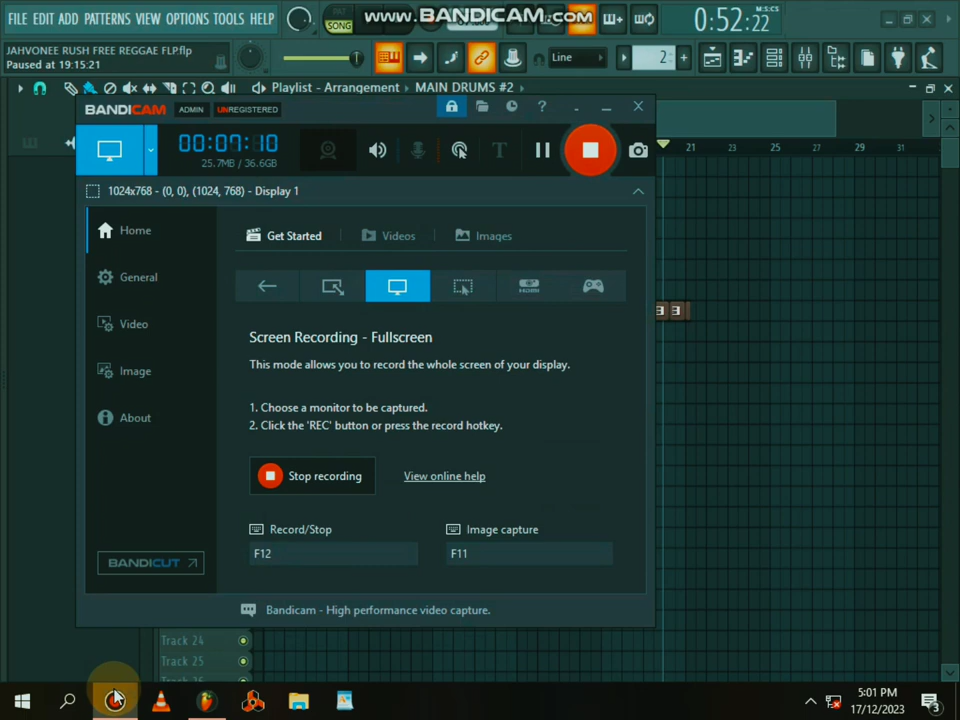 FILE EDIT ADD PATTERNS VIEW OPTIONS TOOLS HELP
SONG
WWW.BANDICAM.COM
0:52:22
M:S:CS
JAHVONEE RUSH FREE REGGAE FLP.flp
Paused at 19:15:21
Line
2
Playlist - Arrangement
MAIN DRUMS #2
BANDICAM
ADMIN
UNREGISTERED
00:07:10
25.7MB / 36.6GB
21 23 25 27 29 31
1024x768 - (0, 0), (1024, 768) - Display 1
Home
General
Video
Image
About
BANDICUT
Get Started
Videos
Images
HDMI
Screen Recording - Fullscreen
This mode allows you to record the whole screen of your display.
1. Choose a monitor to be captured.
2. Click the 'REC' button or press the record hotkey.
Stop recording
View online help
Record/Stop
Image capture
F12
F11
Bandicam - High performance video capture.
Track 24
Track 25
5:01 PM
17/12/2023
3